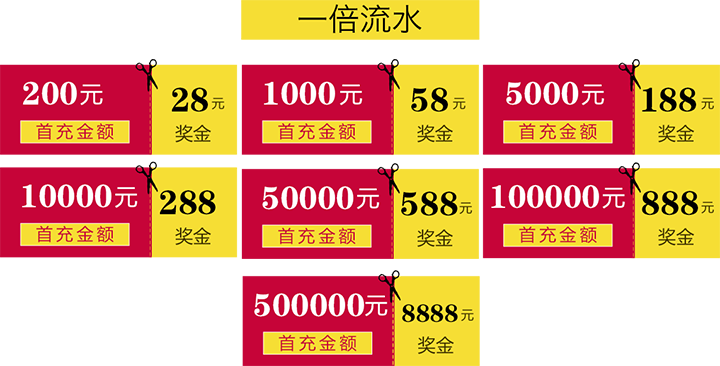 一倍流水
200元
首充金额
28元
奖金
1000元
首充金额
58元
奖金
5000元
首充金额
188元
奖金
10000元
首充金额
288
奖金
50000元
首充金额
588元
奖金
100000元
首充金额
888元
奖金
500000元
首充金额
8888元
奖金